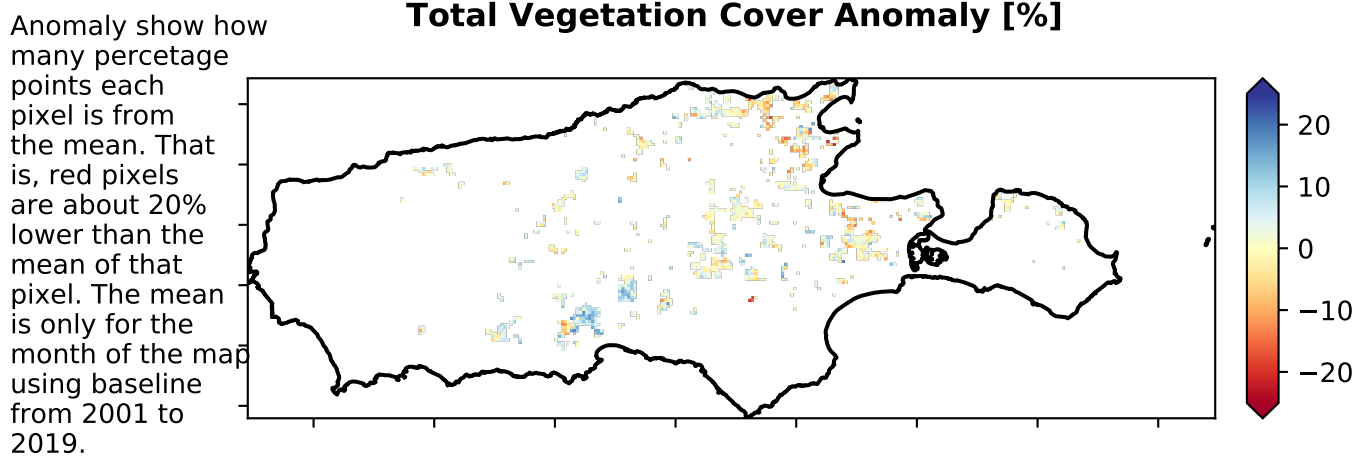 Total Vegetation Cover Anomaly [%]
Anomaly show how
many percetage
points each
pixel is from
the mean. That
is, red pixels
are about 20%
lower than the
mean of that
pixel. The mean
is only for the
month of the map
using baseline
from 2001 to
2019.
20
10
0
−10
−20